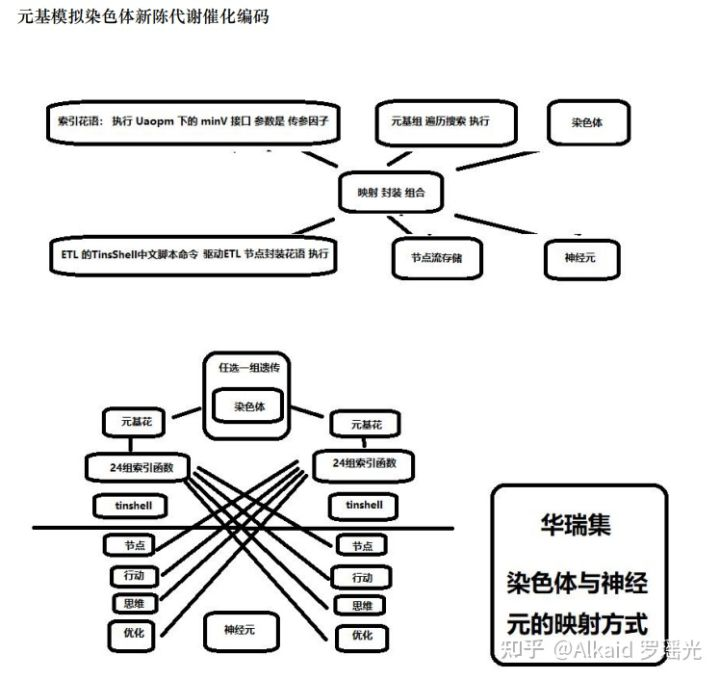 元基模拟染色体新陈代谢催化编码
索引花语： 执行 Uaopm 下的 minV 接口 参数是 传参因子
元基组 遍历搜索 执行
染色体
映射 封装 组合
ETL 的TinsShell中文脚本命令 驱动ETL 节点封装花语 执行
节点流存储
神经元
任选一组遗传
染色体
元基花
元基花
24组索引函数
24组索引函数
tinshell
tinshell
节点
节点
行动
行动
思维
思维
优化
神经元
优化
华瑞集
染色体与神经
元的映射方式
知乎 @Alkaid 罗瑶光